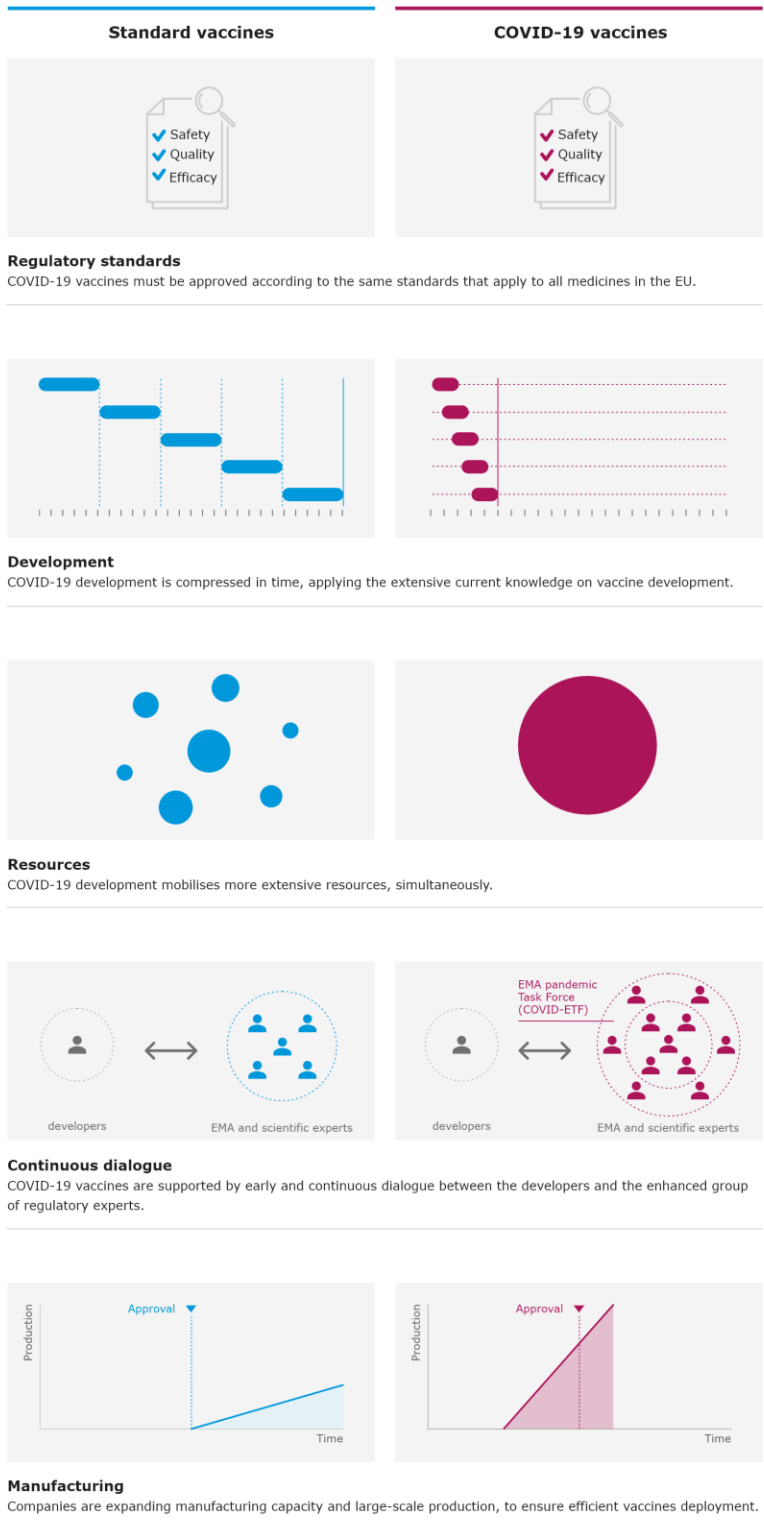 Standard vaccines
COVID-19 vaccines
Safety
Quality
Efficacy
Safety
Quality
Efficacy
Regulatory standards
COVID-19 vaccines must be approved according to the same standards that apply to all medicines in the EU.
Development
COVID-19 development is compressed in time, applying the extensive current knowledge on vaccine development.
Resources
COVID-19 development mobilises more extensive resources, simultaneously.
developers
EMA and scientific experts
EMA pandemic
Task Force
(COVID-ETF)
developers
EMA and scientific experts
Continuous dialogue
COVID-19 vaccines are supported by early and continuous dialogue between the developers and the enhanced group
of regulatory experts.
Production
Approval
Time
Production
Approval
Time
Manufacturing
Companies are expanding manufacturing capacity and large-scale production, to ensure efficient vaccines deployment.